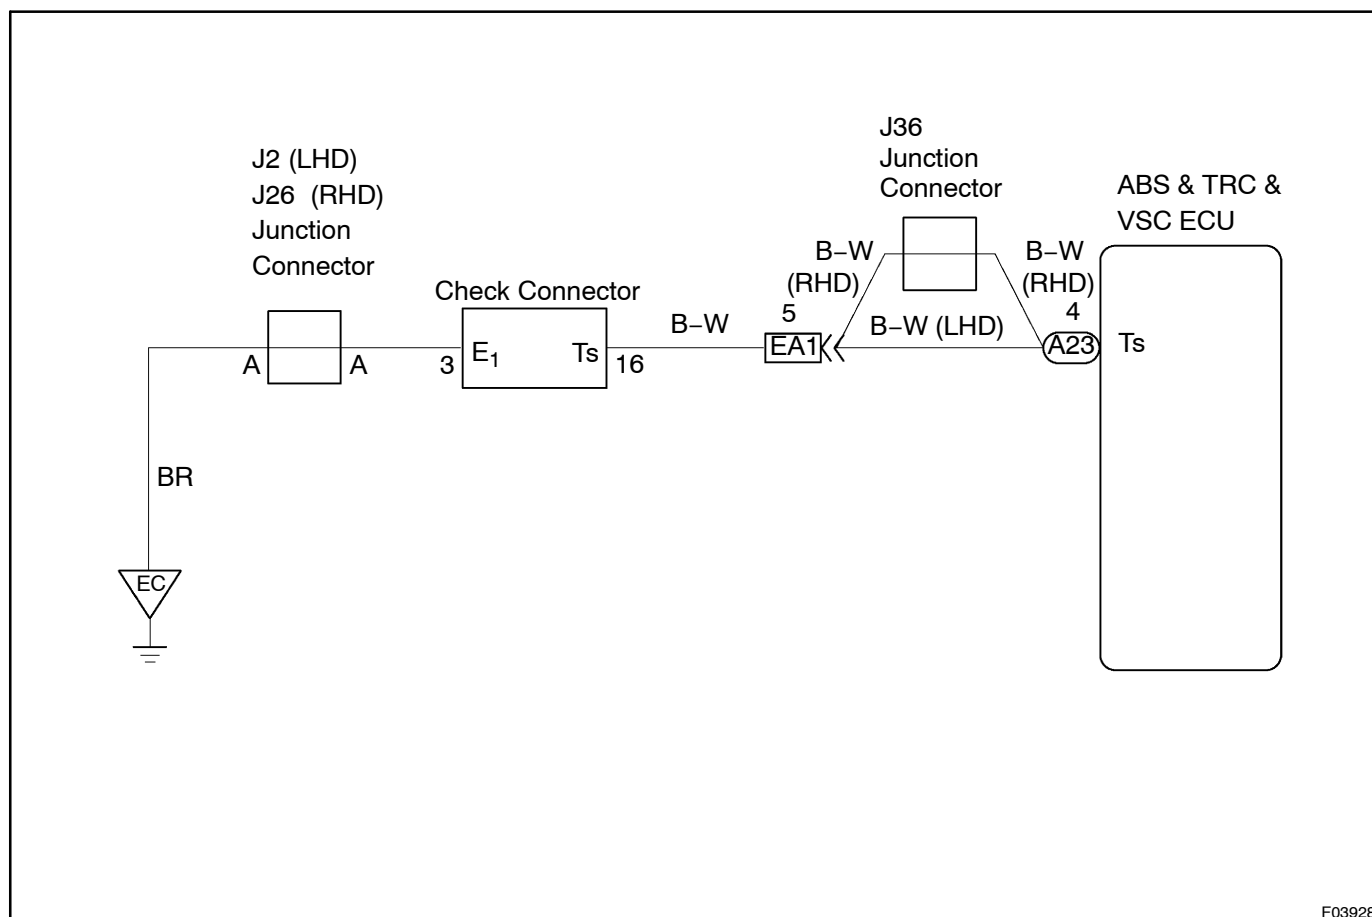 J2 (LHD)
J26 (RHD)
Junction
Connector
A
A
BR
EC
Check Connector
3
E1
Ts
16
B–W
5
EA1
J36
Junction
Connector
B–W
(RHD)
B–W
(RHD)
B–W (LHD)
4
A23
ABS & TRC &
VSC ECU
Ts
F03928